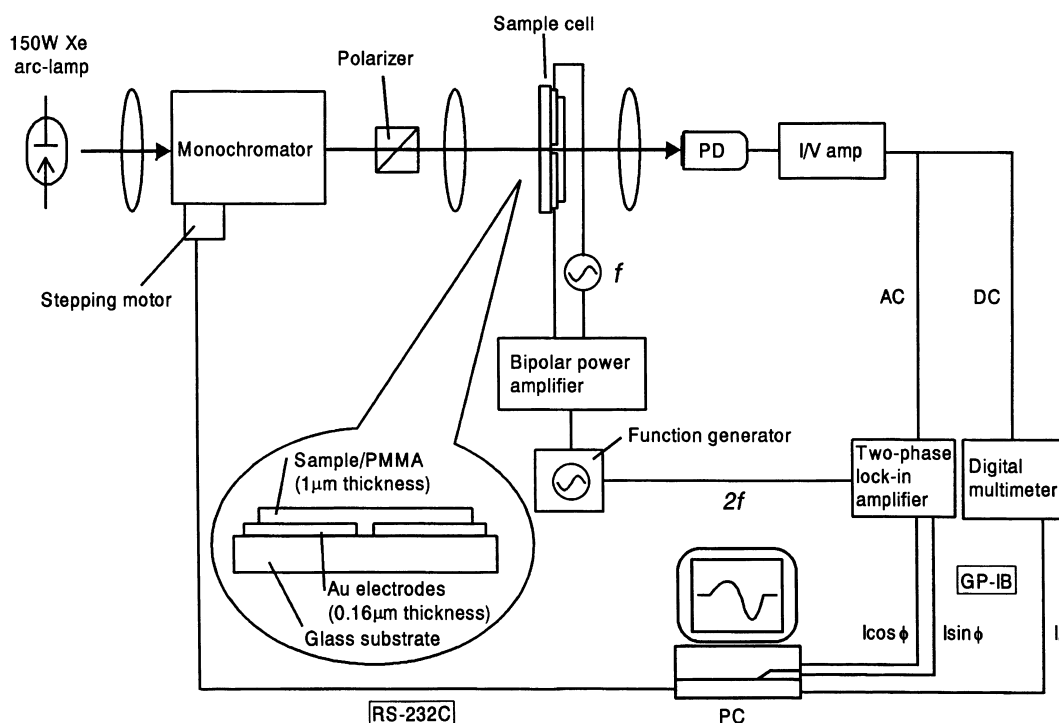 150W Xe
arc-lamp
Monochromator
Stepping motor
Polarizer
Sample cell
PD
I/V amp
f
AC
DC
Bipolar power
amplifier
Function generator
2f
Two-phase
lock-in
amplifier
Digital
multimeter
Sample/PMMA
(1μm thickness)
Au electrodes
(0.16μm thickness)
Glass substrate
GP-IB
Icosϕ
Isinϕ
RS-232C
PC